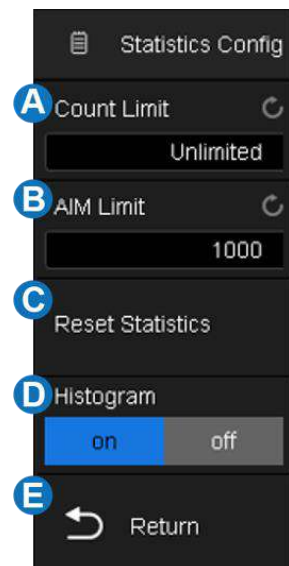 Statistics Config
A
Count Limit
Unlimited
B
AIM Limit
1000
C
Reset Statistics
D
Histogram
on off
E
Return